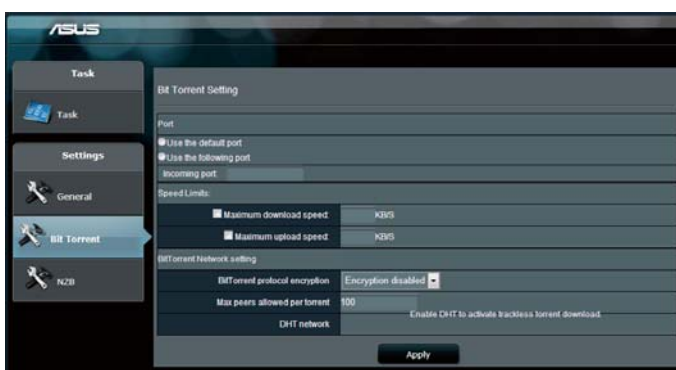 ASUS
Task
Task
Settings
General
Bit Torrent
NZB
Bit Torrent Setting
Port
Use the default port
Use the following port
Incoming port:
Speed Limits:
Maximum download speed: KB/S
Maximum upload speed: KB/S
BitTorrent Network setting
BitTorrent protocol encryption Encryption disabled
Max peers allowed per torrent 100
DHT network Enable DHT to activate trackless torrent download.
Apply